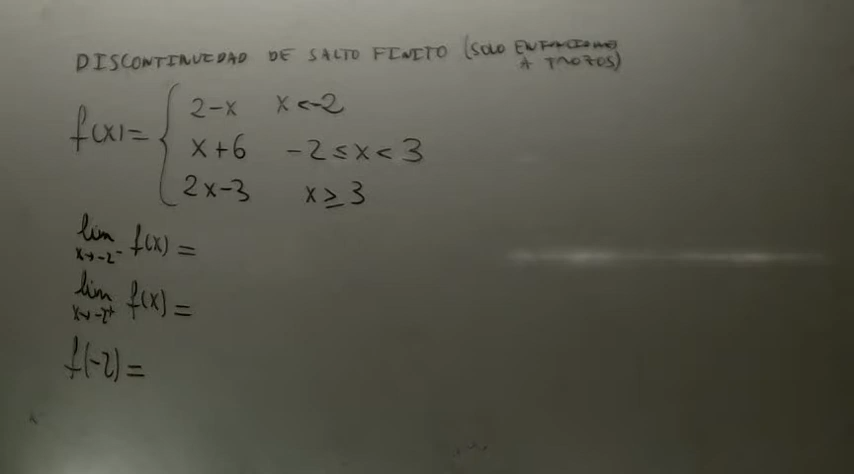 DISCONTINUIDAD DE SALTO FINITO (SOLO EN FUNCIONES
A TROZOS)
f(x) = { 2-x x<-2
x+6 -2≤x<3
2x-3 x≥3
lim x→-2⁻ f(x) =
lim x→-2⁺ f(x) =
f(-2) =